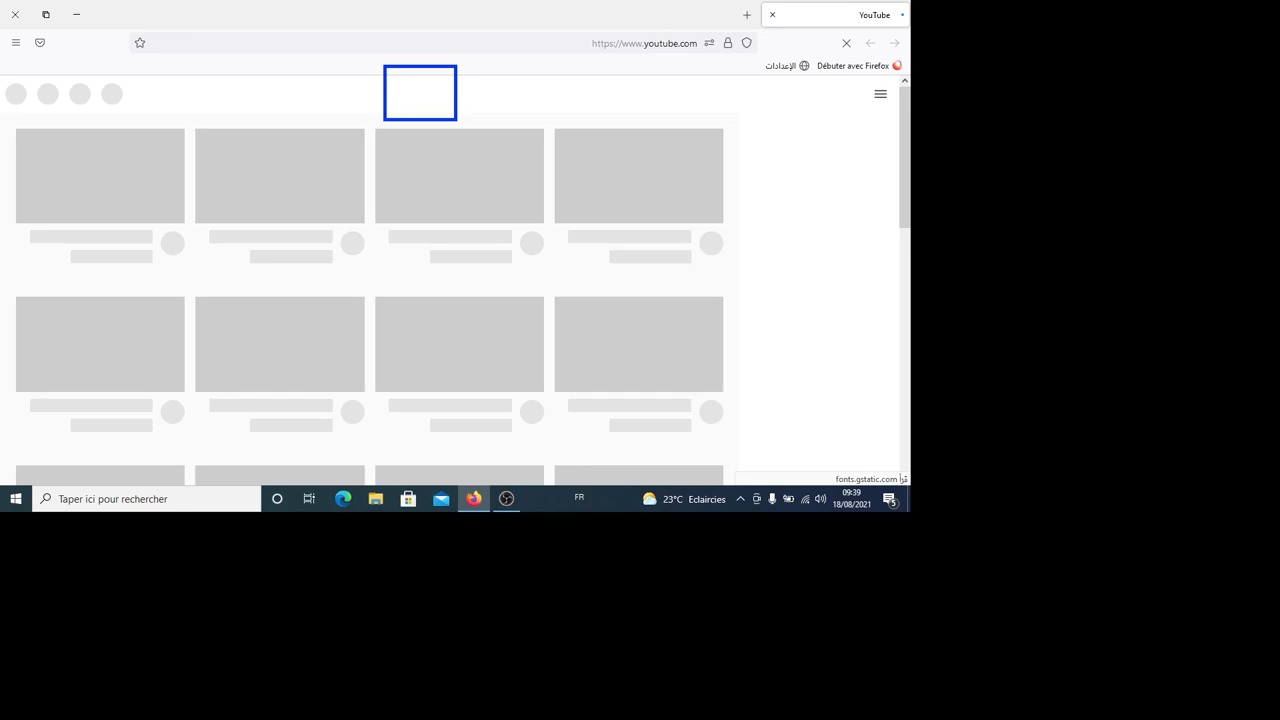 YouTube
https://www.youtube.com
Débuter avec Firefox
الإعدادات
fonts.gstatic.com
Taper ici pour rechercher
FR
23°C Eclaircies
09:39
18/08/2021
5